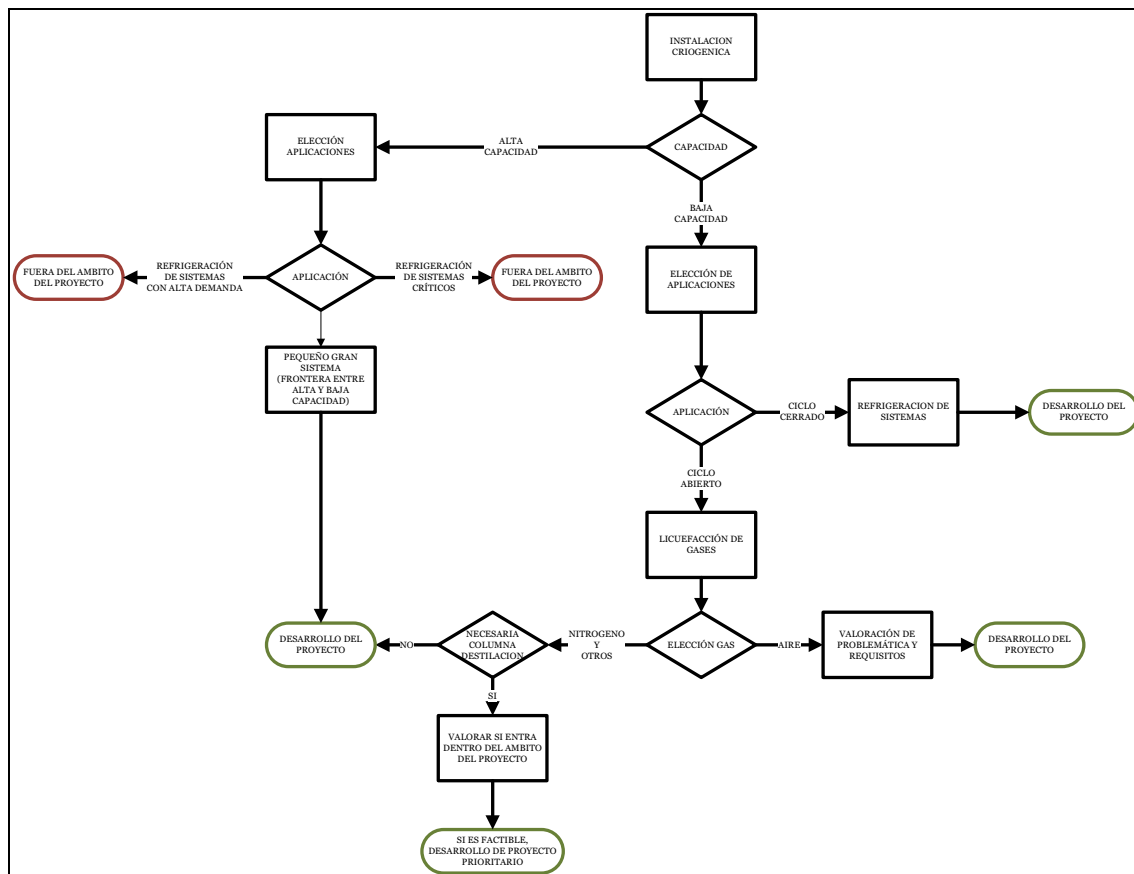 INSTALACION
CRIOGENICA
CAPACIDAD
ALTA
CAPACIDAD
ELECCIÓN
APLICACIONES
BAJA
CAPACIDAD
FUERA DEL AMBITO
DEL PROYECTO
REFRIGERACIÓN
DE SISTEMAS
CON ALTA DEMANDA
APLICACIÓN
REFRIGERACIÓN
DE SISTEMAS
CRÍTICOS
FUERA DEL AMBITO
DEL PROYECTO
ELECCIÓN DE
APLICACIONES
PEQUEÑO GRAN
SISTEMA
(FRONTERA ENTRE
ALTA Y BAJA
CAPACIDAD)
APLICACIÓN
CICLO
CERRADO
REFRIGERACION DE
SISTEMAS
DESARROLLO DEL
PROYECTO
CICLO
ABIERTO
LICUEFACCIÓN DE
GASES
DESARROLLO DEL
PROYECTO
NO
NECESARIA
COLUMNA
DESTILACION
NITROGENO
Y
OTROS
ELECCIÓN GAS
AIRE
VALORACIÓN DE
PROBLEMÁTICA Y
REQUISITOS
DESARROLLO DEL
PROYECTO
SI
VALORAR SI ENTRA
DENTRO DEL AMBITO
DEL PROYECTO
SI ES FACTIBLE,
DESARROLLO DE PROYECTO
PRIORITARIO